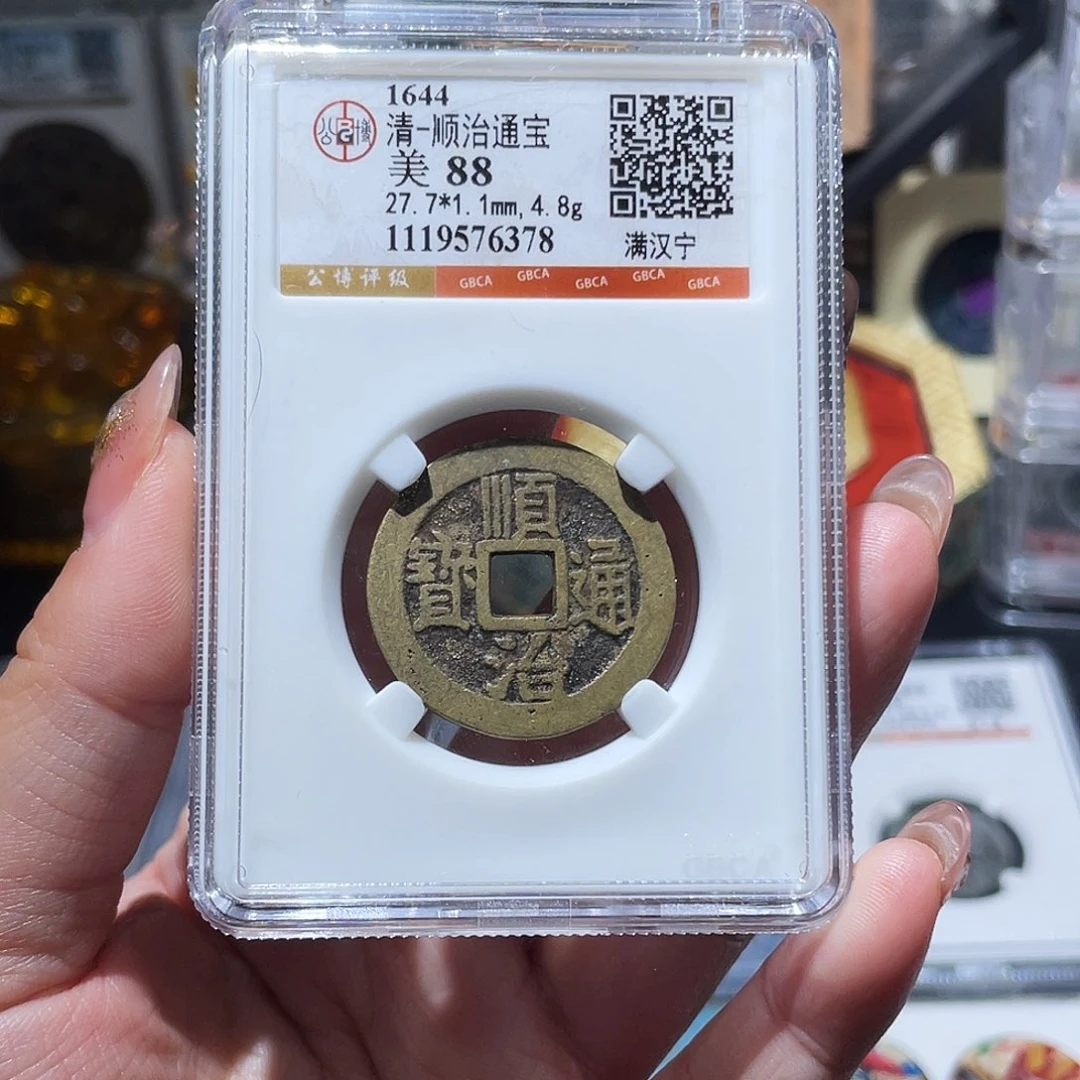 1644
清-顺治通宝
美 88
27.7*1.1mm, 4.8g
1119576378
满汉宁
公博评级 GBCA GBCA GBCA GBCA GBCA
順
寶 通
治